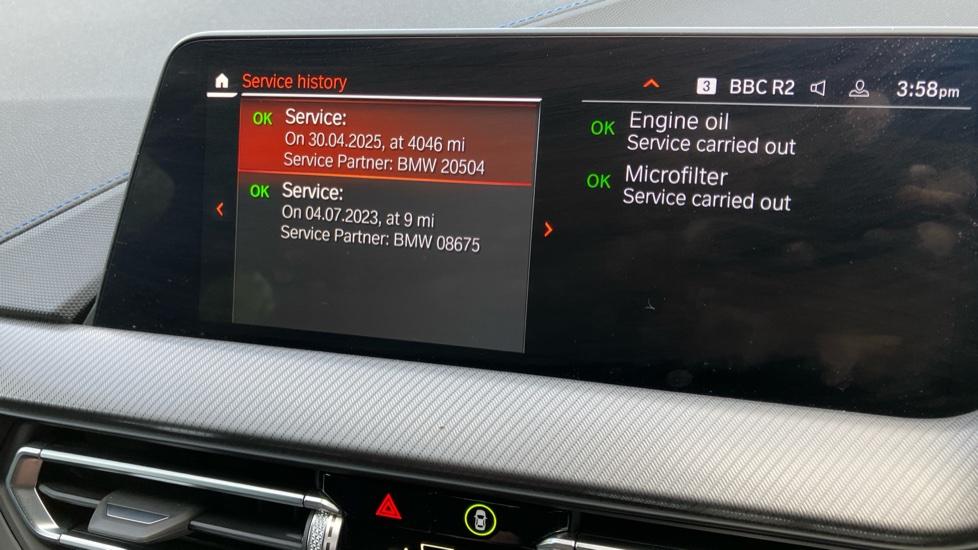 Service history
3 BBC R2 3:58pm
OK Service:
On 30.04.2025, at 4046 mi
Service Partner: BMW 20504
OK Service:
On 04.07.2023, at 9 mi
Service Partner: BMW 08675
OK Engine oil
Service carried out
OK Microfilter
Service carried out